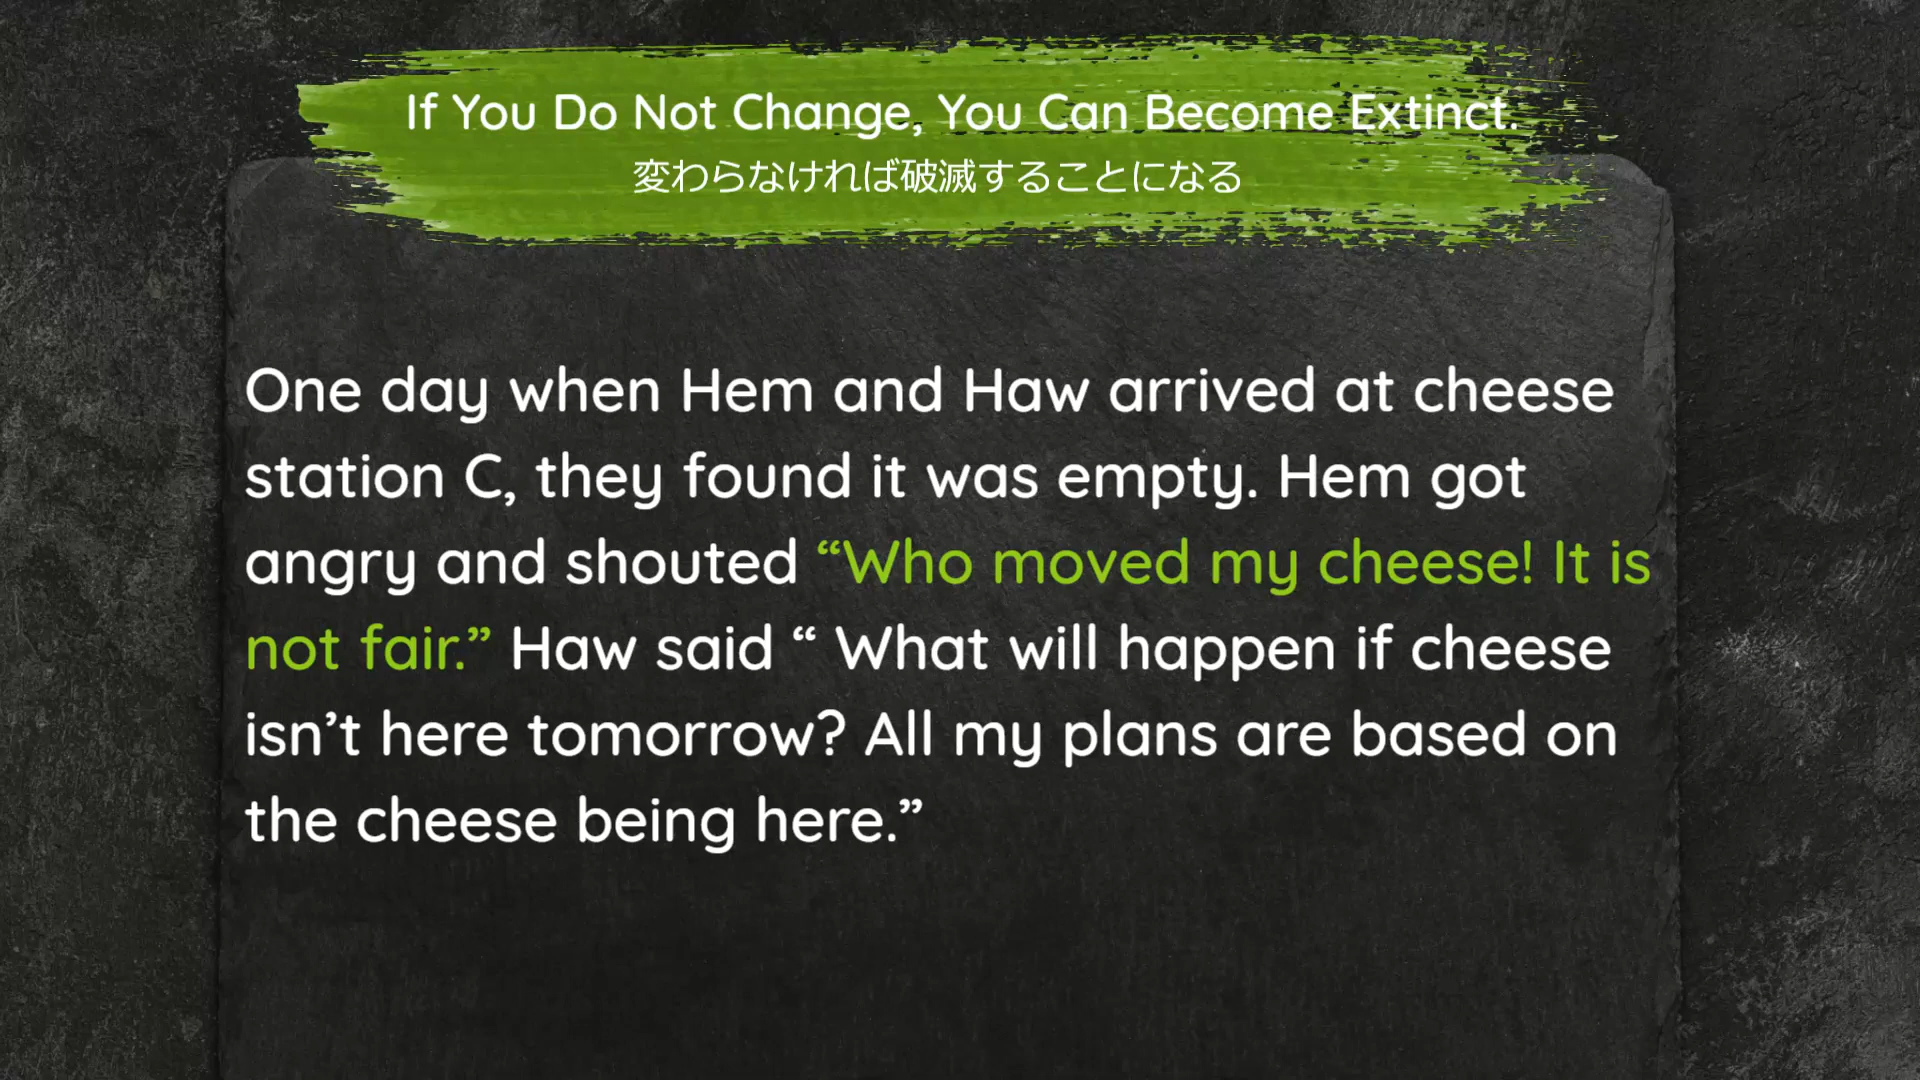 If You Do Not Change, You Can Become Extinct.
変わらなければ破滅することになる
One day when Hem and Haw arrived at cheese
station C, they found it was empty. Hem got
angry and shouted “Who moved my cheese! It is
not fair.” Haw said “ What will happen if cheese
isn’t here tomorrow? All my plans are based on
the cheese being here.”